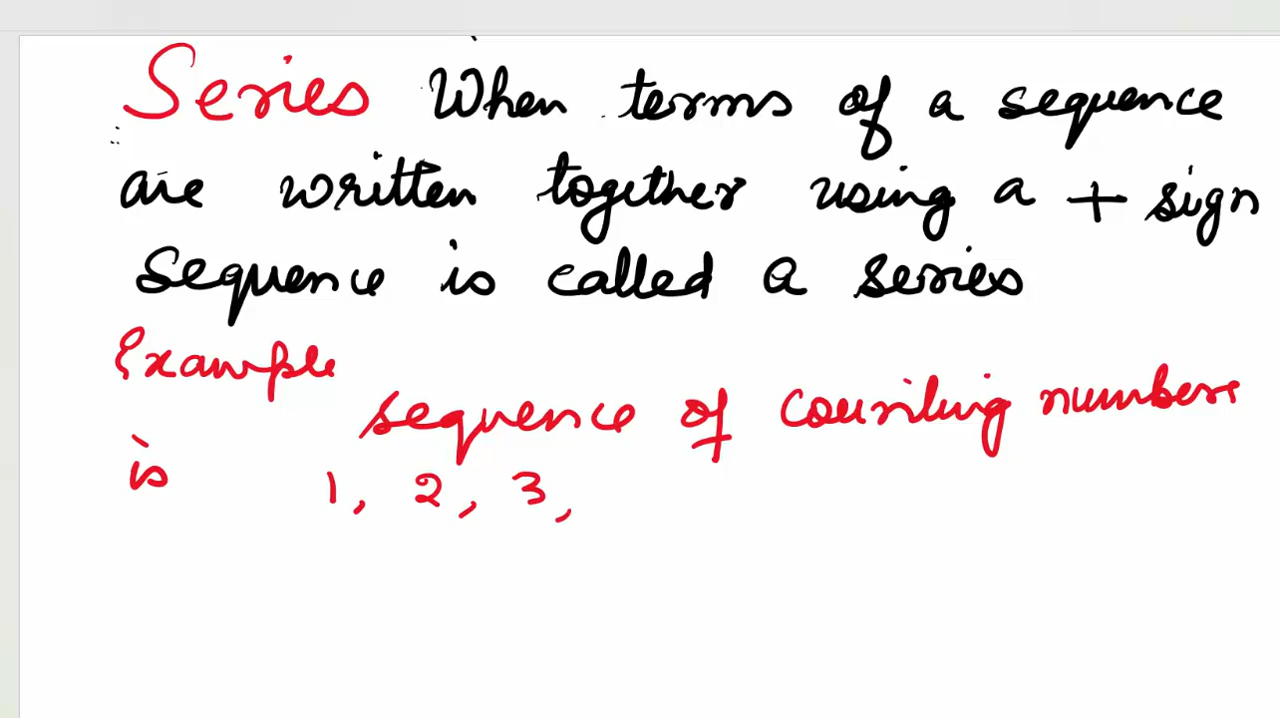 Series When terms of a sequence
are written together using a + sign
sequence is called a series
Example
sequence of counting numbers
is 1, 2, 3,